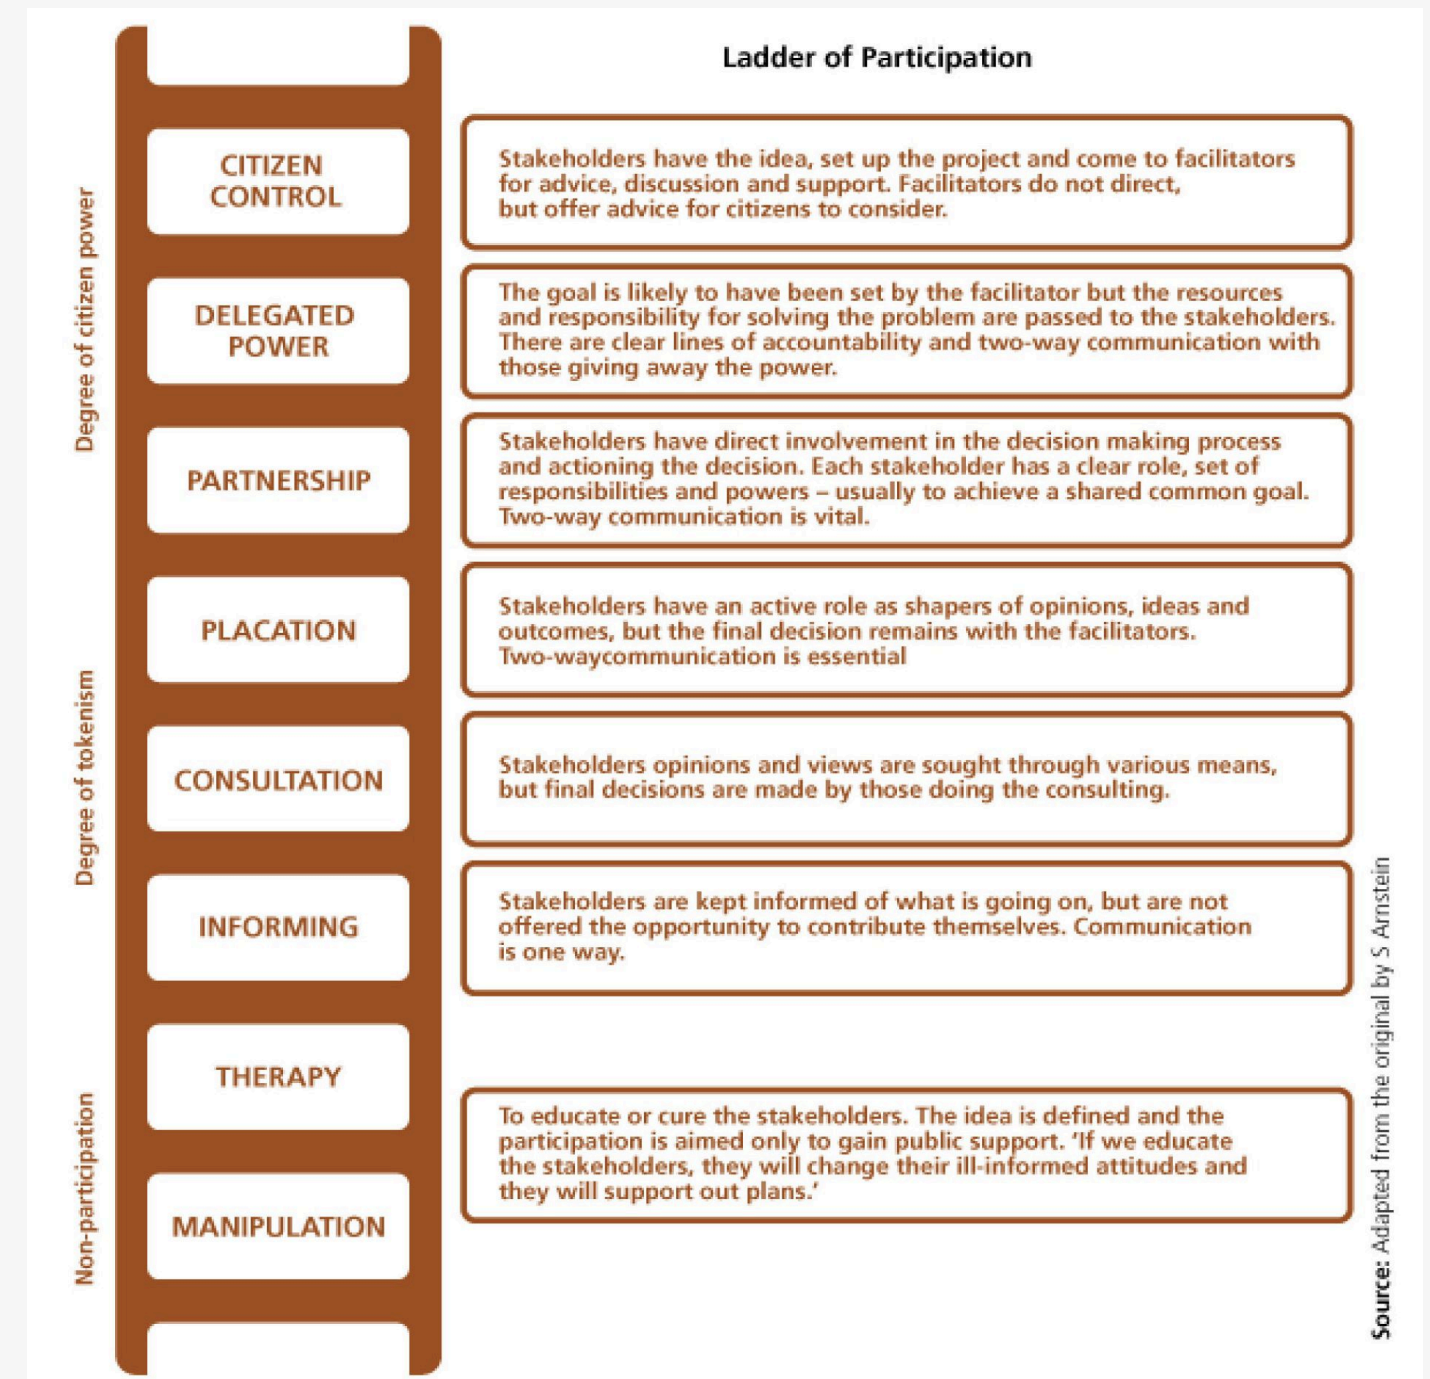 Ladder of Participation
Degree of citizen power
CITIZEN
CONTROL
Stakeholders have the idea, set up the project and come to facilitators
for advice, discussion and support. Facilitators do not direct,
but offer advice for citizens to consider.
DELEGATED
POWER
The goal is likely to have been set by the facilitator but the resources
and responsibility for solving the problem are passed to the stakeholders.
There are clear lines of accountability and two-way communication with
those giving away the power.
PARTNERSHIP
Stakeholders have direct involvement in the decision making process
and actioning the decision. Each stakeholder has a clear role, set of
responsibilities and powers – usually to achieve a shared common goal.
Two-way communication is vital.
Degree of tokenism
PLACATION
Stakeholders have an active role as shapers of opinions, ideas and
outcomes, but the final decision remains with the facilitators.
Two-waycommunication is essential
CONSULTATION
Stakeholders opinions and views are sought through various means,
but final decisions are made by those doing the consulting.
INFORMING
Stakeholders are kept informed of what is going on, but are not
offered the opportunity to contribute themselves. Communication
is one way.
Non-participation
THERAPY
MANIPULATION
To educate or cure the stakeholders. The idea is defined and the
participation is aimed only to gain public support. ‘If we educate
the stakeholders, they will change their ill-informed attitudes and
they will support out plans.’
Source: Adapted from the original by S Arnstein